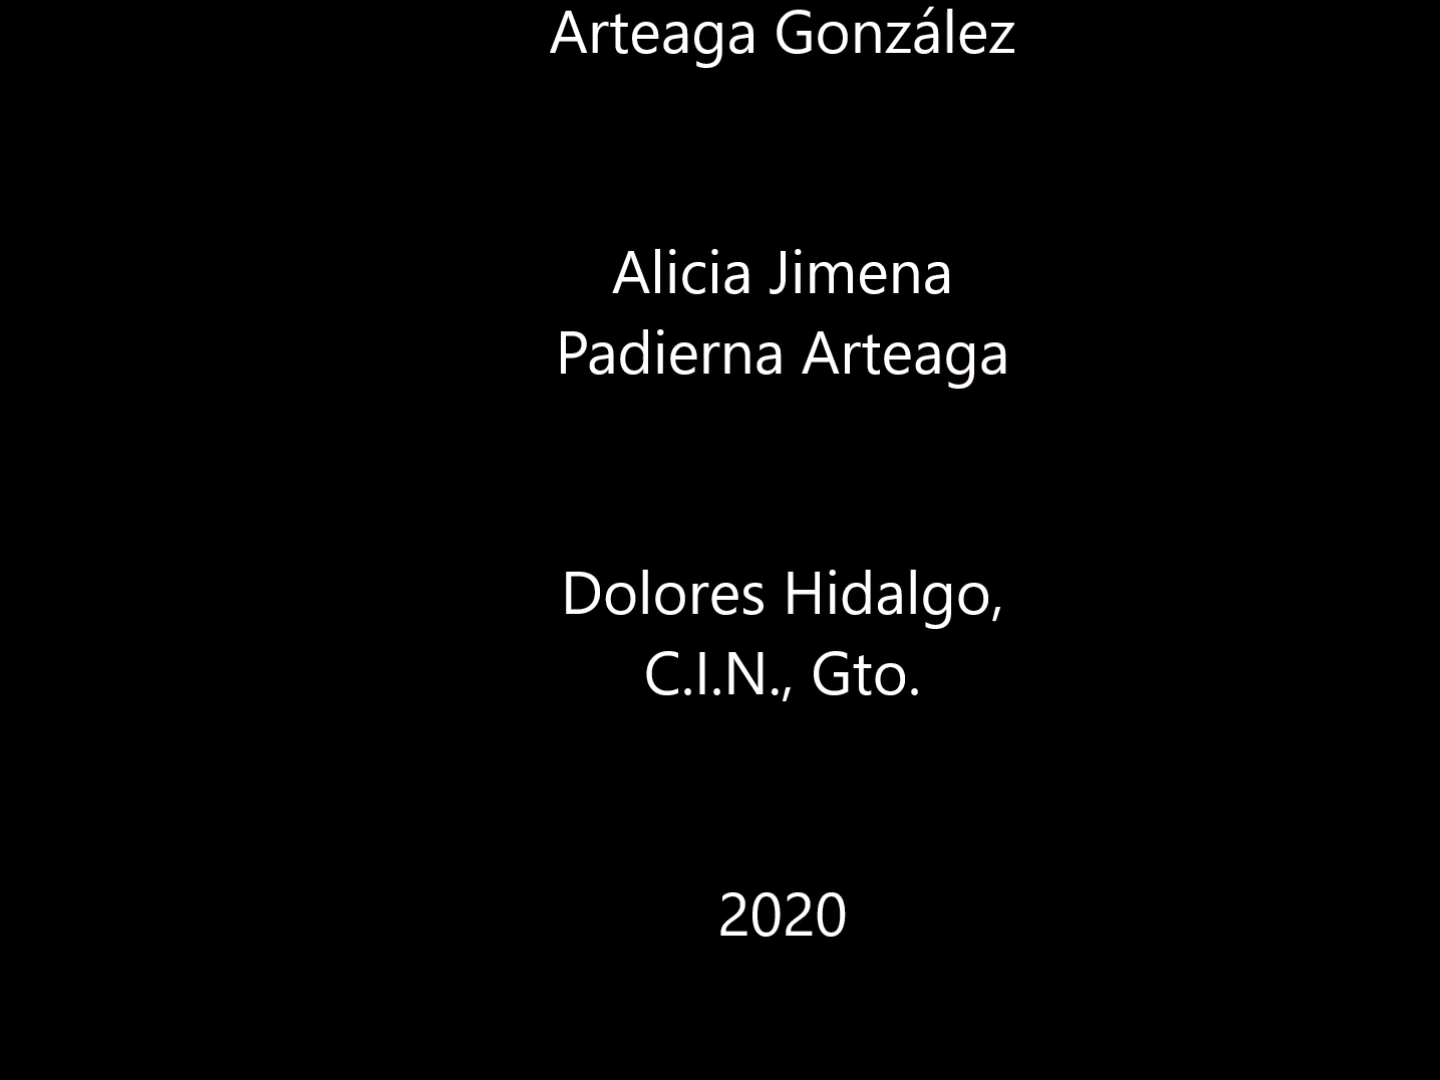 Arteaga González
Alicia Jimena
Padierna Arteaga
Dolores Hidalgo,
C.I.N., Gto.
2020